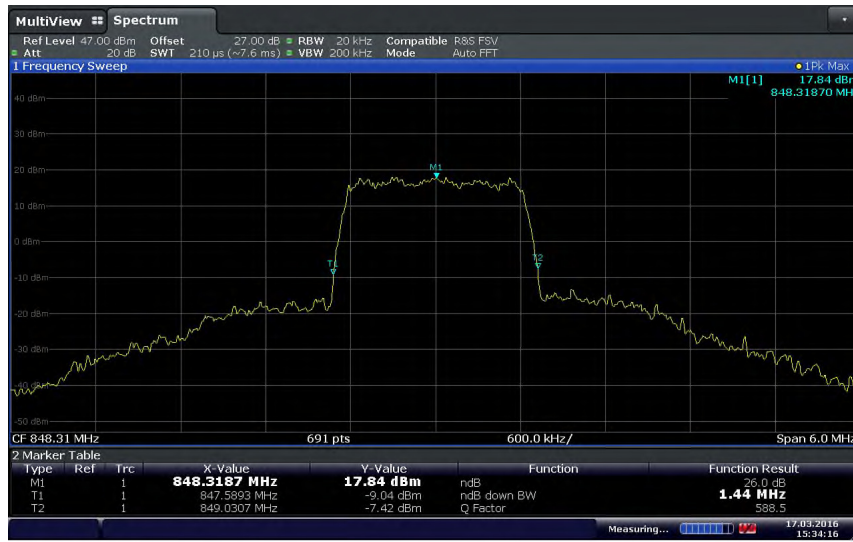 MultiView Spectrum
Ref Level 47.00 dBm Offset 27.00 dB RBW 20 kHz Compatible R&S FSV
Att 20 dB SWT 210 µs (~7.6 ms) VBW 200 kHz Mode Auto FFT
1 Frequency Sweep 1Pk Max
M1[1] 17.84 dBm
848.31870 MH
40 dBm
30 dBm
20 dBm
M1
10 dBm
0 dBm
T1 T2
-10 dBm
-20 dBm
-30 dBm
-40 dBm
-50 dBm
CF 848.31 MHz 691 pts 600.0 kHz/ Span 6.0 MHz
2 Marker Table
Type Ref Trc X-Value Y-Value Function Function Result
M1 1 848.3187 MHz 17.84 dBm ndB 26.0 dB
T1 1 847.5893 MHz -9.04 dBm ndB down BW 1.44 MHz
T2 1 849.0307 MHz -7.42 dBm Q Factor 588.5
Measuring... 17.03.2016
15:34:16